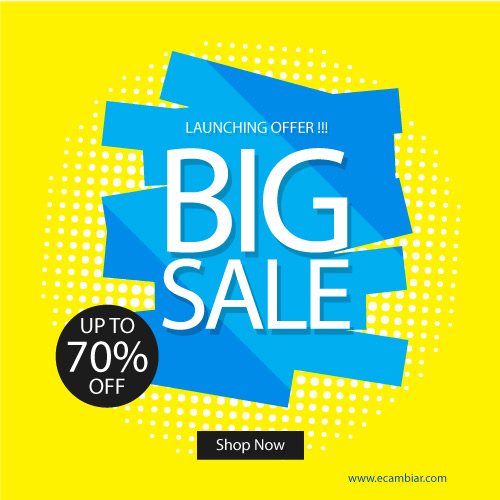 LAUNCHING OFFER !!!
BIG
SALE
UP TO
70%
OFF
Shop Now
www.ecambiar.com